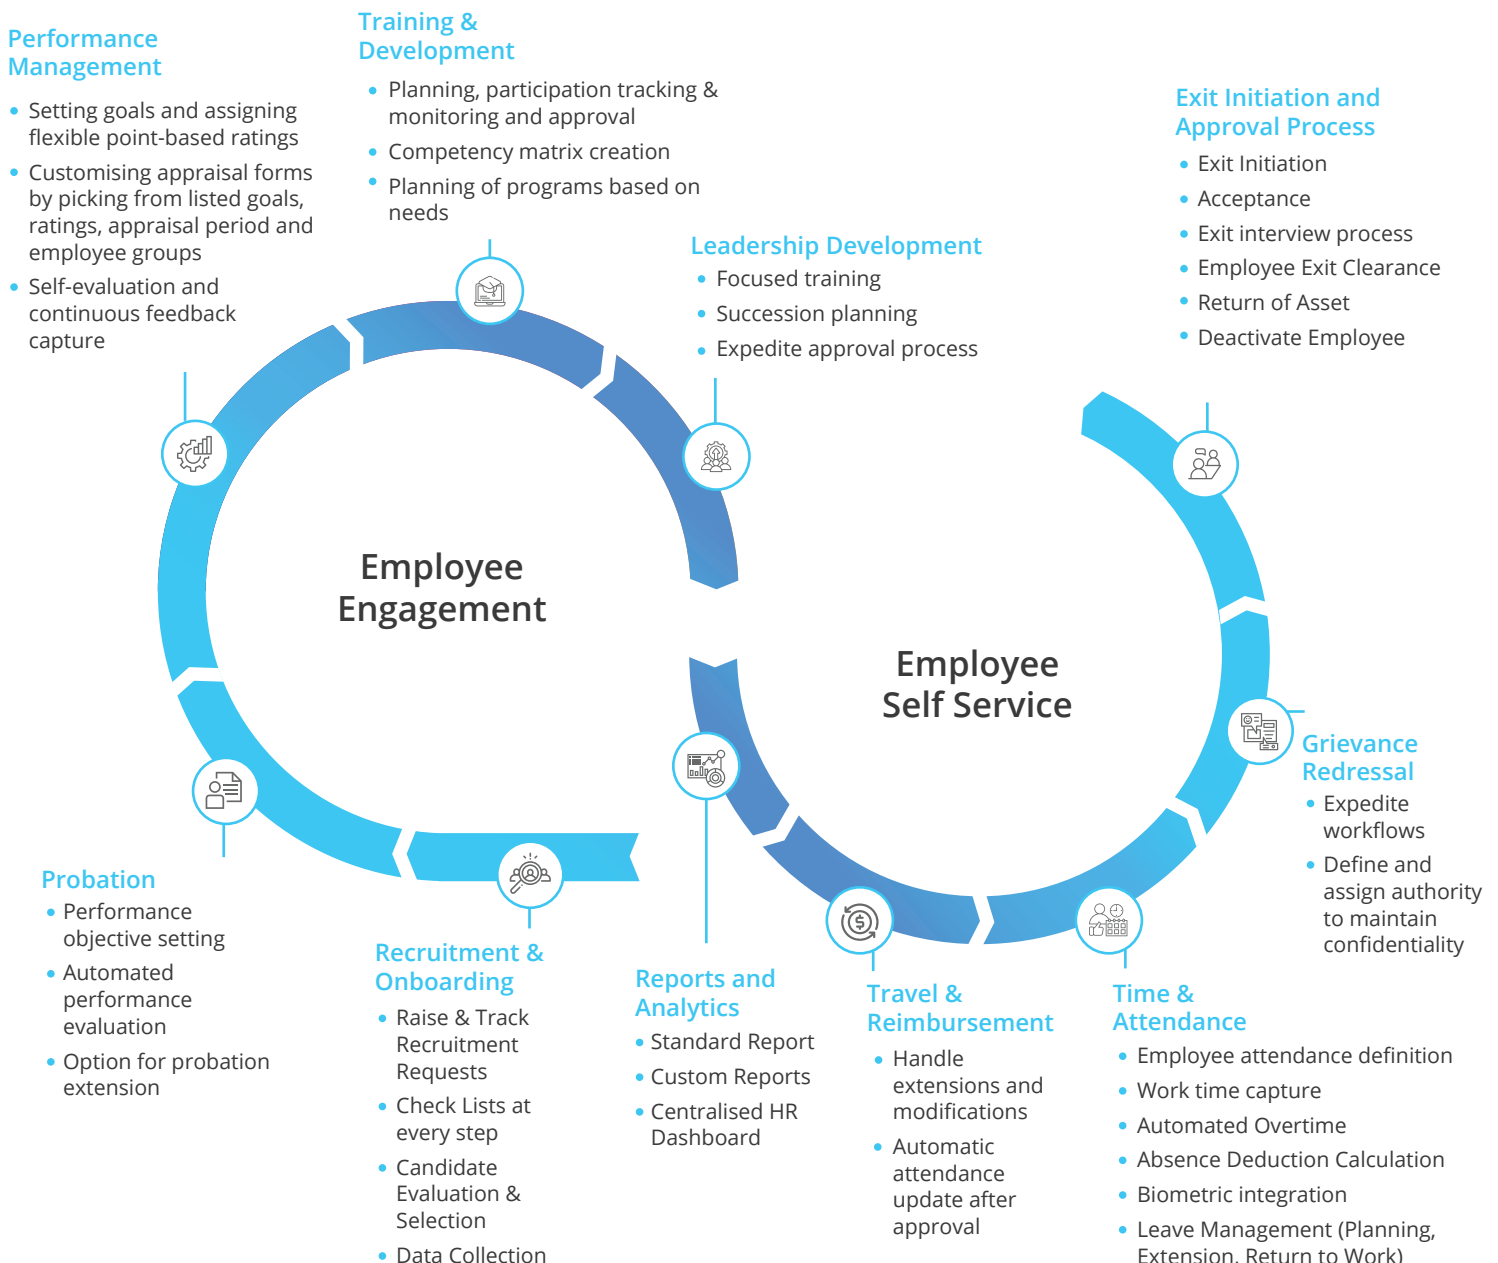 Performance
Management
• Setting goals and assigning
flexible point-based ratings
• Customising appraisal forms
by picking from listed goals,
ratings, appraisal period and
employee groups
• Self-evaluation and
continuous feedback
capture
Training &
Development
• Planning, participation tracking &
monitoring and approval
• Competency matrix creation
• Planning of programs based on
needs
Leadership Development
• Focused training
• Succession planning
• Expedite approval process
Exit Initiation and
Approval Process
• Exit Initiation
• Acceptance
• Exit interview process
• Employee Exit Clearance
• Return of Asset
• Deactivate Employee
Employee
Engagement
Employee
Self Service
Grievance
Redressal
• Expedite
workflows
• Define and
assign authority
to maintain
confidentiality
Probation
• Performance
objective setting
• Automated
performance
evaluation
• Option for probation
extension
Recruitment &
Onboarding
• Raise & Track
Recruitment
Requests
• Check Lists at
every step
• Candidate
Evaluation &
Selection
• Data Collection
Reports and
Analytics
• Standard Report
• Custom Reports
• Centralised HR
Dashboard
Travel &
Reimbursement
• Handle
extensions and
modifications
• Automatic
attendance
update after
approval
Time &
Attendance
• Employee attendance definition
• Work time capture
• Automated Overtime
• Absence Deduction Calculation
• Biometric integration
• Leave Management (Planning,
Extension, Return to Work)